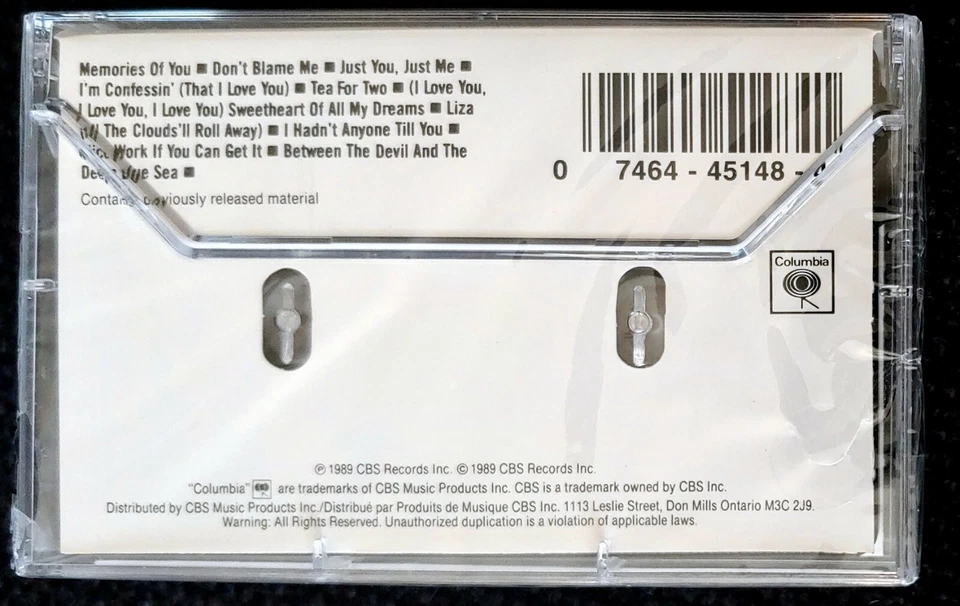 Memories Of You ■ Don't Blame Me ■ Just You, Just Me ■
I'm Confessin' (That I Love You) ■ Tea For Two ■ (I Love You,
I Love You, I Love You) Sweetheart Of All My Dreams ■ Liza
The Clouds'll Roll Away) ■ I Hadn't Anyone Till You ■
Work If You Can Get It ■ Between The Devil And The
Sea ■
previously released material
0 7464 - 45148 -
Columbia
℗ 1989 CBS Records Inc. © 1989 CBS Records Inc.
"Columbia" are trademarks of CBS Music Products Inc. CBS is a trademark owned by CBS Inc.
Distributed by CBS Music Products Inc./Distribué par Produits de Musique CBS Inc. 1113 Leslie Street, Don Mills Ontario M3C 2J9.
Warning: All Rights Reserved. Unauthorized duplication is a violation of applicable laws.